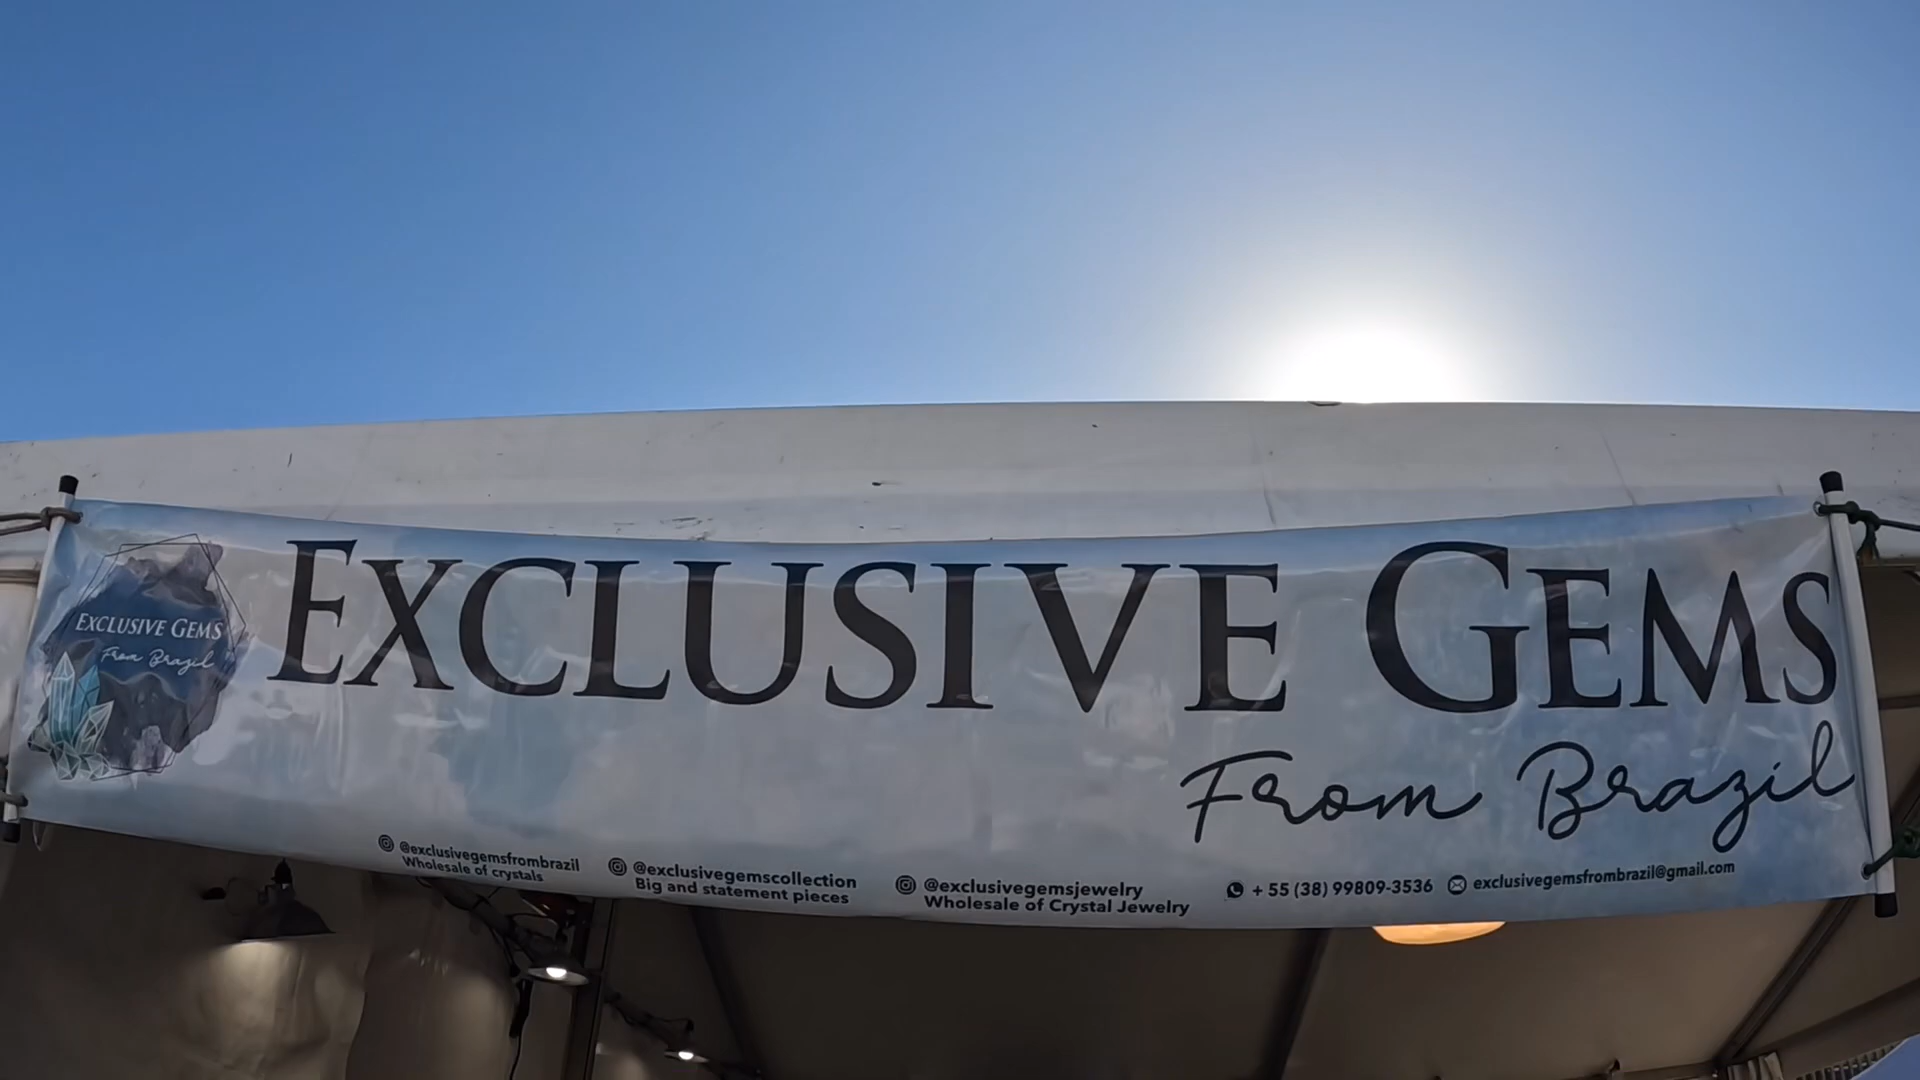 EXCLUSIVE GEMS
From Brazil
EXCLUSIVE GEMS
From Brazil
@exclusivegemsfrombrazil
Wholesale of crystals
@exclusivegemscollection
Big and statement pieces
@exclusivegemsjewelry
Wholesale of Crystal Jewelry
+ 55 (38) 99809-3536
exclusivegemsfrombrazil@gmail.com